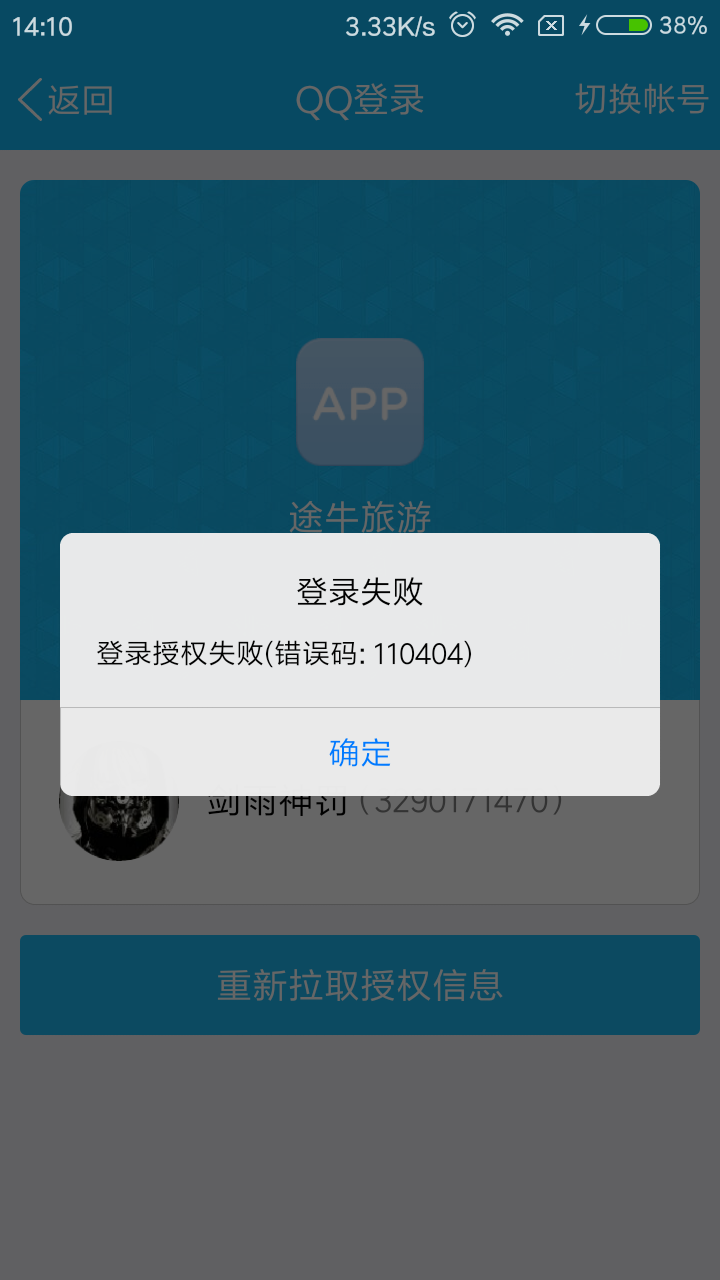 14:10 3.33K/s 38%
返回 QQ登录 切换帐号
APP
途牛旅游
登录失败
登录授权失败(错误码: 110404)
确定
剑雨神罚（3290171470）
重新拉取授权信息